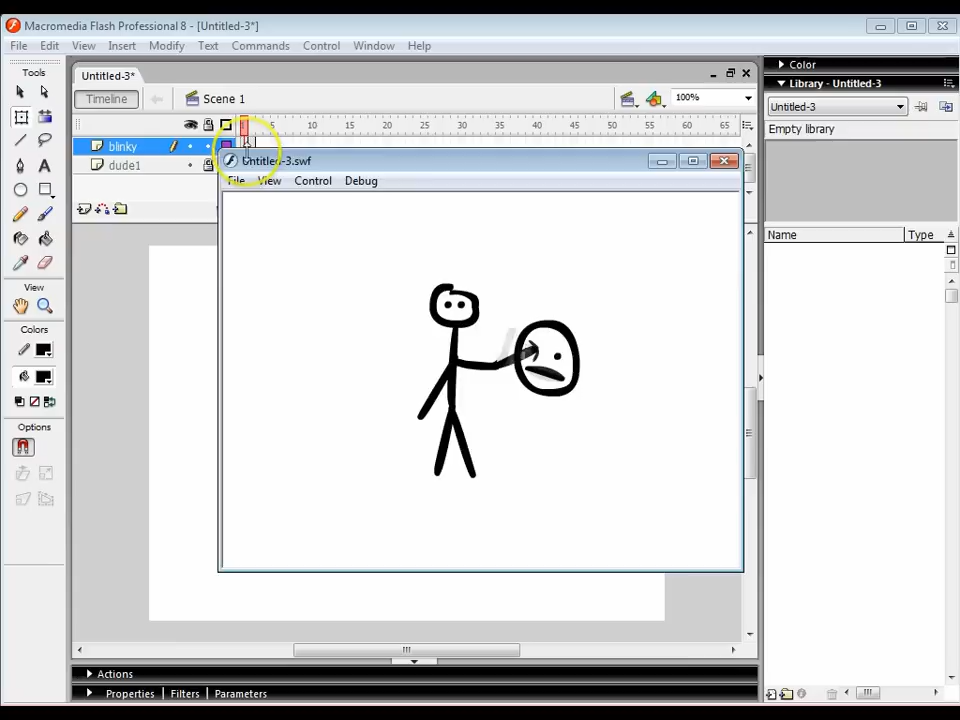 Macromedia Flash Professional 8 - [Untitled-3*]
File Edit View Insert Modify Text Commands Control Window Help
Tools
Untitled-3*
Timeline
Scene 1
100%
5 10 15 20 25 30 35 40 45 50 55 60 65
blinky
dude1
Untitled-3.swf
File View Control Debug
View
Colors
Options
Color
Library - Untitled-3
Untitled-3
Empty library
Name Type
Actions
Properties Filters Parameters